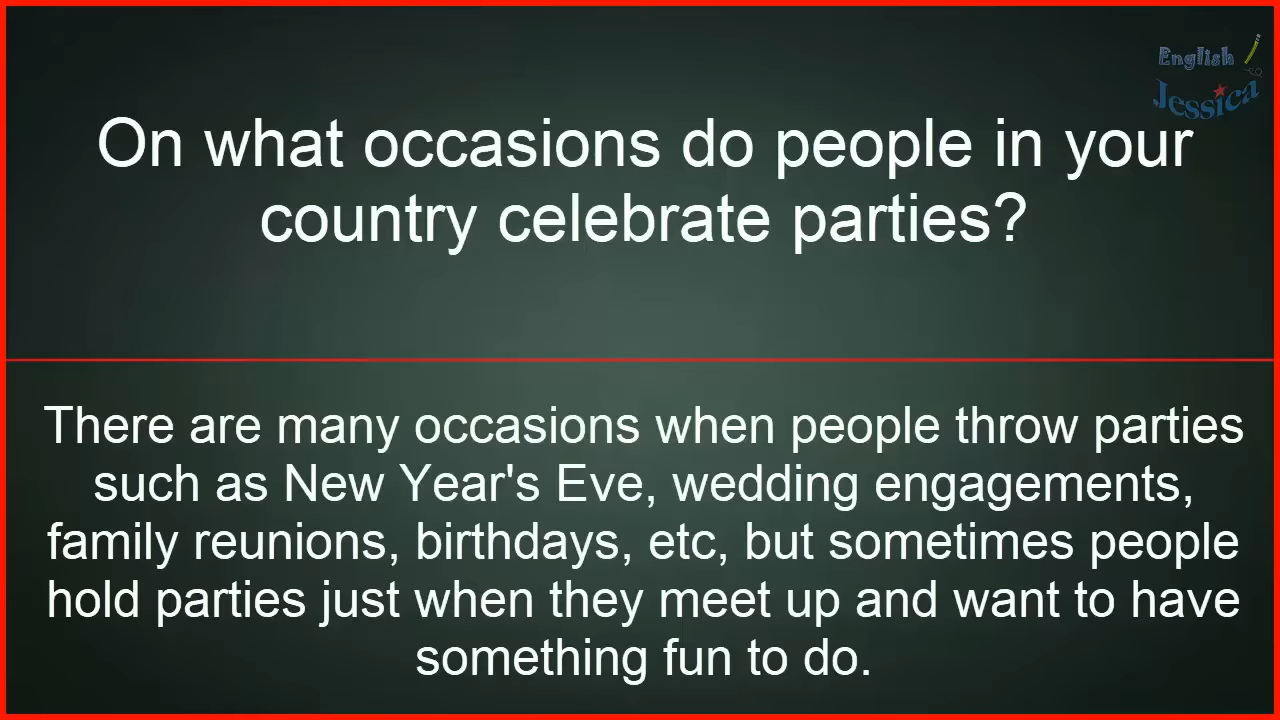 English
Jessica
On what occasions do people in your
country celebrate parties?
There are many occasions when people throw parties
such as New Year's Eve, wedding engagements,
family reunions, birthdays, etc, but sometimes people
hold parties just when they meet up and want to have
something fun to do.